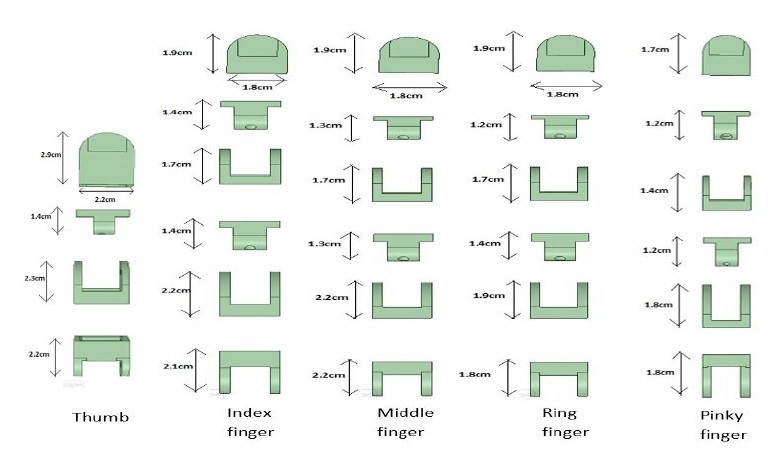 1.9cm
1.8cm
1.4cm
1.7cm
1.4cm
2.2cm
2.1cm
Index
finger
1.9cm
1.8cm
1.3cm
1.7cm
1.3cm
2.2cm
2.2cm
Middle
finger
1.9cm
1.8cm
1.2cm
1.7cm
1.4cm
1.9cm
1.8cm
Ring
finger
1.7cm
1.2cm
1.4cm
1.2cm
1.8cm
1.8cm
Pinky
finger
2.9cm
2.2cm
1.4cm
2.3cm
2.2cm
Thumb